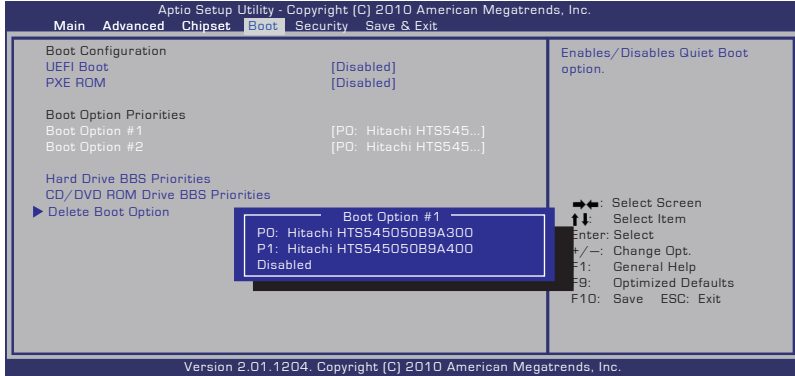 Aptio Setup Utility - Copyright (C) 2010 American Megatrends, Inc.
Main Advanced Chipset Boot Security Save & Exit
Boot Configuration
UEFI Boot [Disabled]
PXE ROM [Disabled]
Boot Option Priorities
Boot Option #1 [P0: Hitachi HTS545...]
Boot Option #2 [P0: Hitachi HTS545...]
Hard Drive BBS Priorities
CD/DVD ROM Drive BBS Priorities
Delete Boot Option
Boot Option #1
P0: Hitachi HTS545050B9A300
P1: Hitachi HTS545050B9A400
Disabled
Enables/Disables Quiet Boot
option.
→←: Select Screen
↑↓: Select Item
Enter: Select
+/–: Change Opt.
F1: General Help
F9: Optimized Defaults
F10: Save ESC: Exit
Version 2.01.1204. Copyright (C) 2010 American Megatrends, Inc.